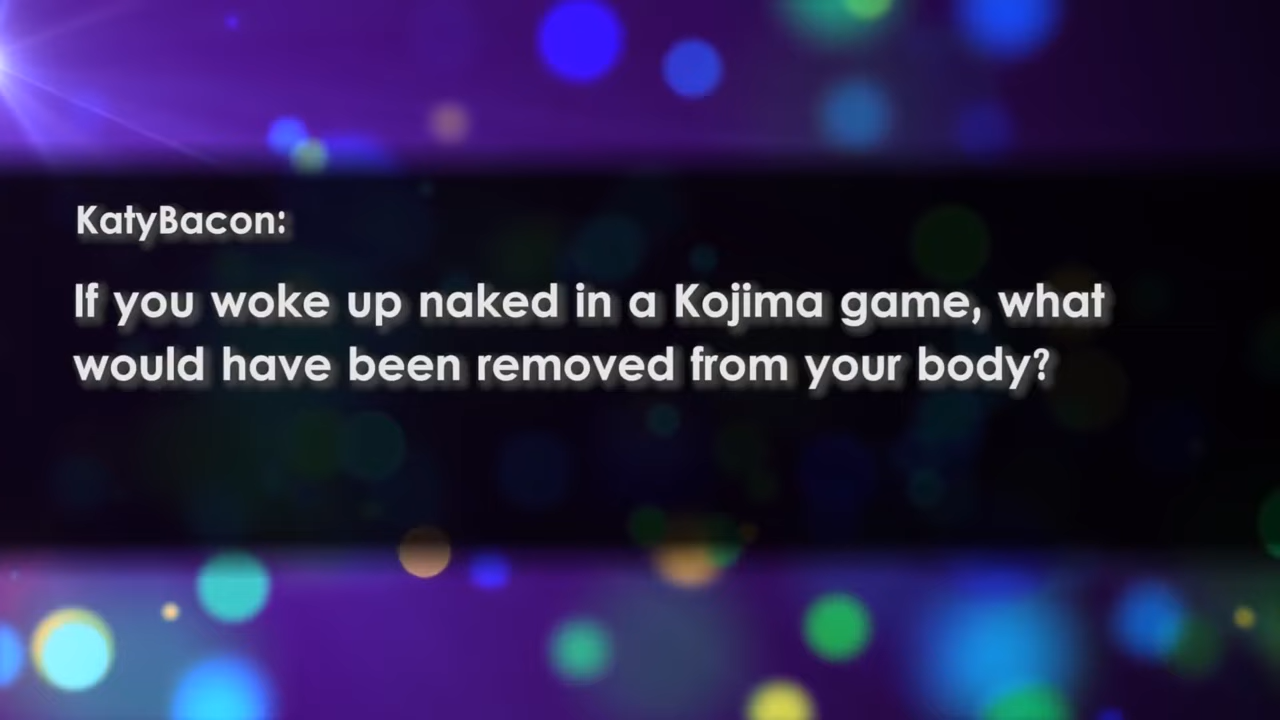 KatyBacon:
If you woke up naked in a Kojima game, what
would have been removed from your body?